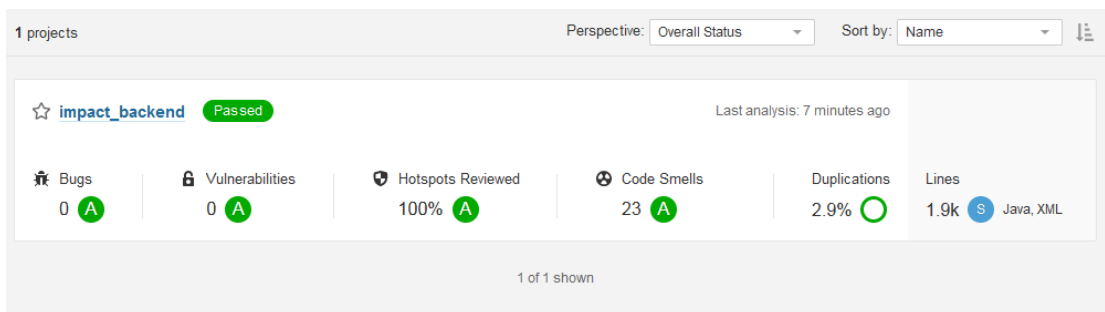 1 projects Perspective: Overall Status Sort by: Name
impact_backend Passed Last analysis: 7 minutes ago
Bugs Vulnerabilities Hotspots Reviewed Code Smells Duplications Lines
0 A 0 A 100% A 23 A 2.9% 1.9k S Java, XML
1 of 1 shown